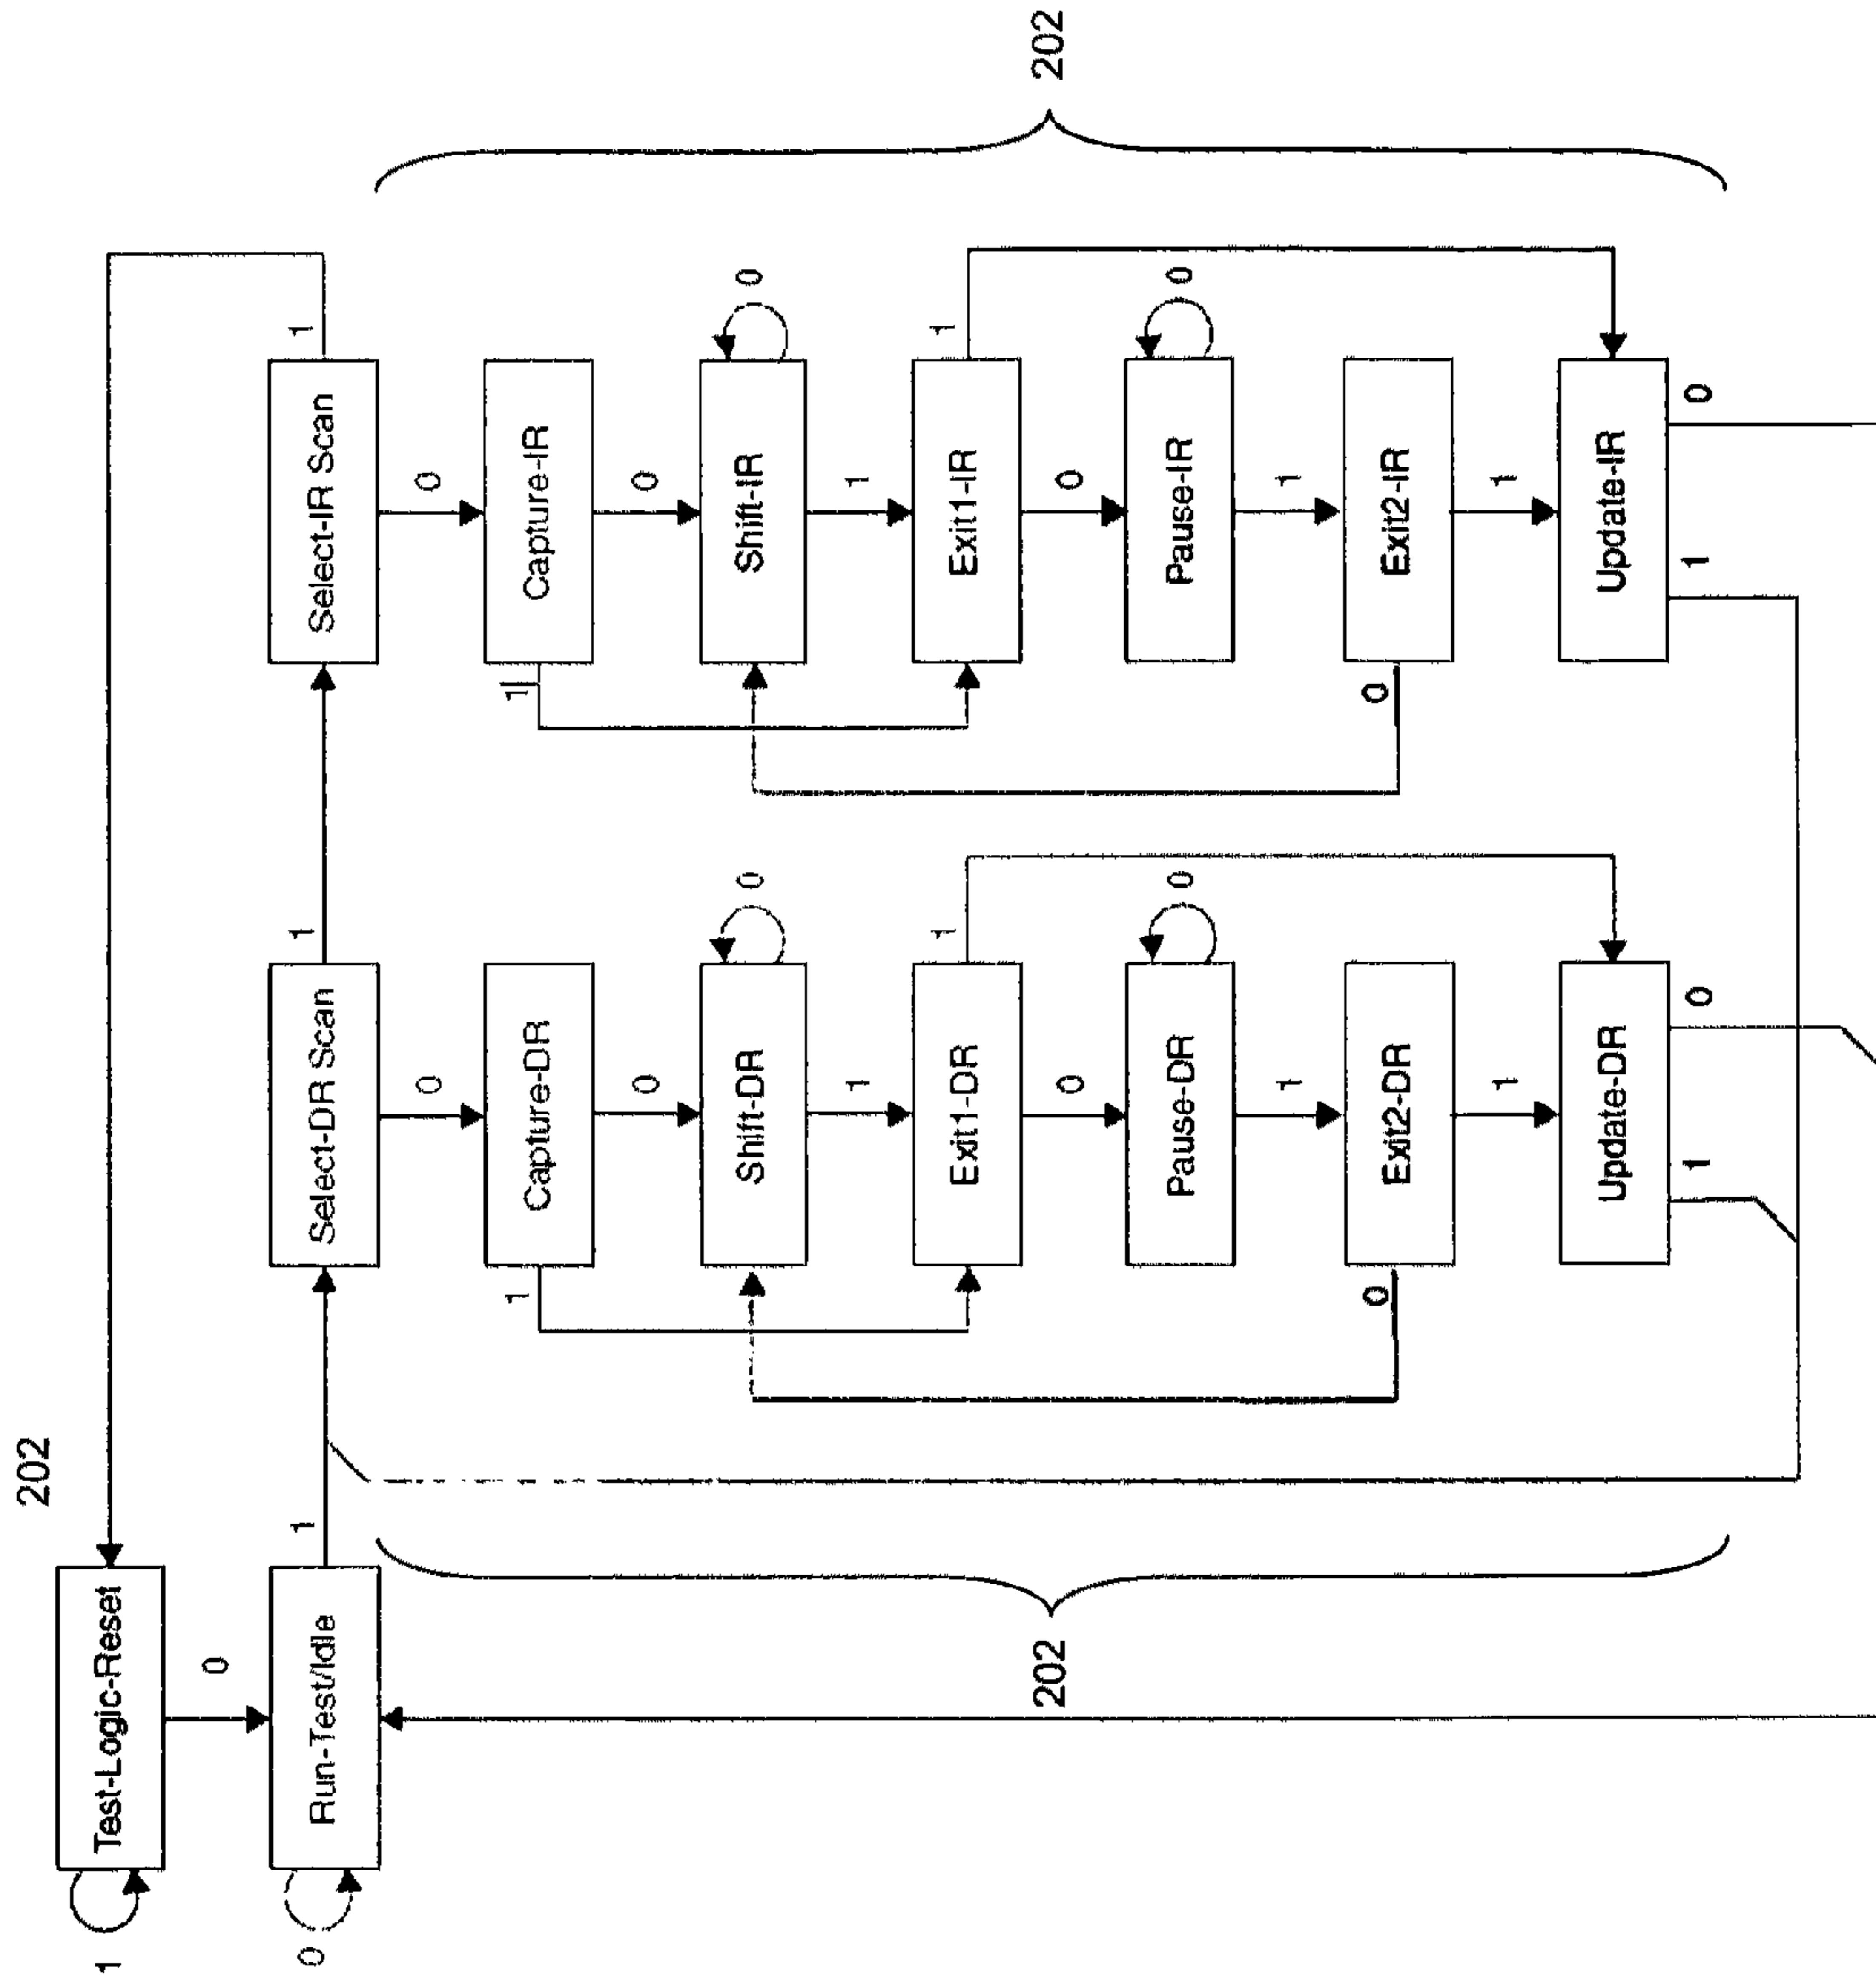 202
1
Test-Logic-Reset
0
0
Run-Test/Idle
1
Select-DR Scan
1
Select-IR Scan
1
0
0
Capture-DR
1
Capture-IR
1
0
0
Shift-DR
0
Shift-IR
0
1
1
Exit1-DR
1
Exit1-IR
1
0
0
Pause-DR
0
Pause-IR
0
1
1
Exit2-DR
0
Exit2-IR
0
1
1
Update-DR
1
0
Update-IR
1
0
202
202